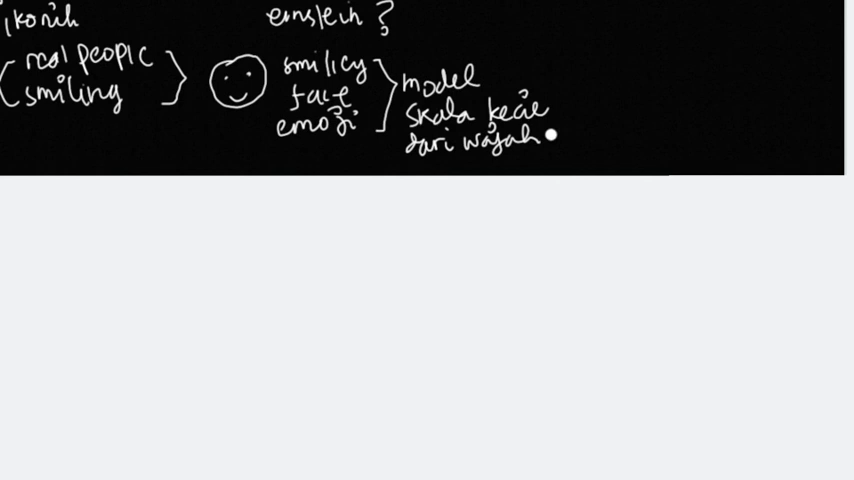 ikonik
einstein ?
real people
smiling
smiley
face
emoji
model
skala kecil
dari wajah